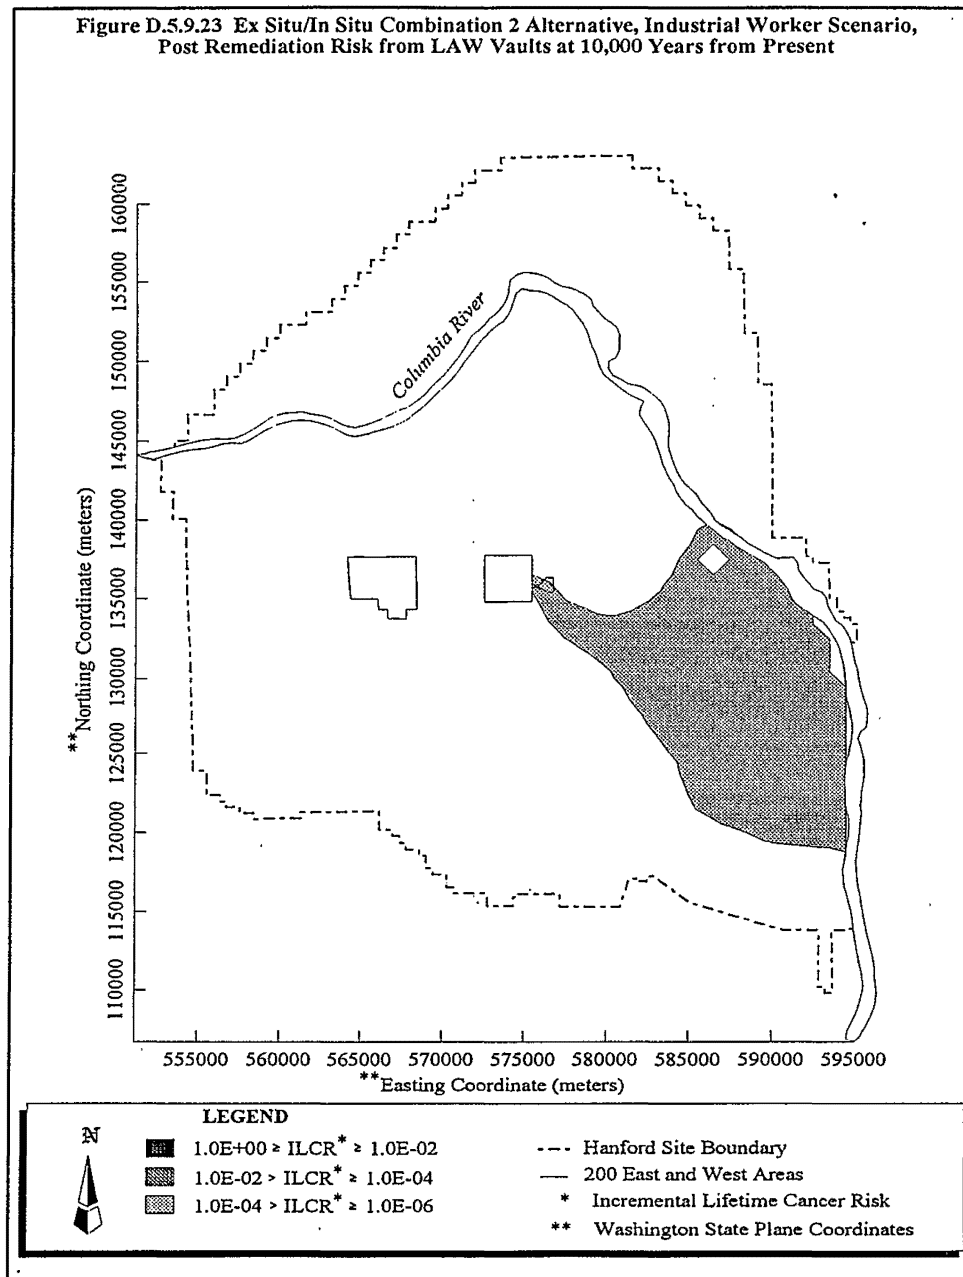 Figure D.5.9.23 Ex Situ/In Situ Combination 2 Alternative, Industrial Worker Scenario,
Post Remediation Risk from LAW Vaults at 10,000 Years from Present
160000
155000
150000
145000
140000
135000
130000
125000
120000
115000
110000
**Northing Coordinate (meters)
Columbia River
555000 560000 565000 570000 575000 580000 585000 590000 595000
**Easting Coordinate (meters)
LEGEND
N
1.0E+00 ≥ ILCR* ≥ 1.0E-02
1.0E-02 > ILCR* ≥ 1.0E-04
1.0E-04 > ILCR* ≥ 1.0E-06
Hanford Site Boundary
200 East and West Areas
* Incremental Lifetime Cancer Risk
** Washington State Plane Coordinates